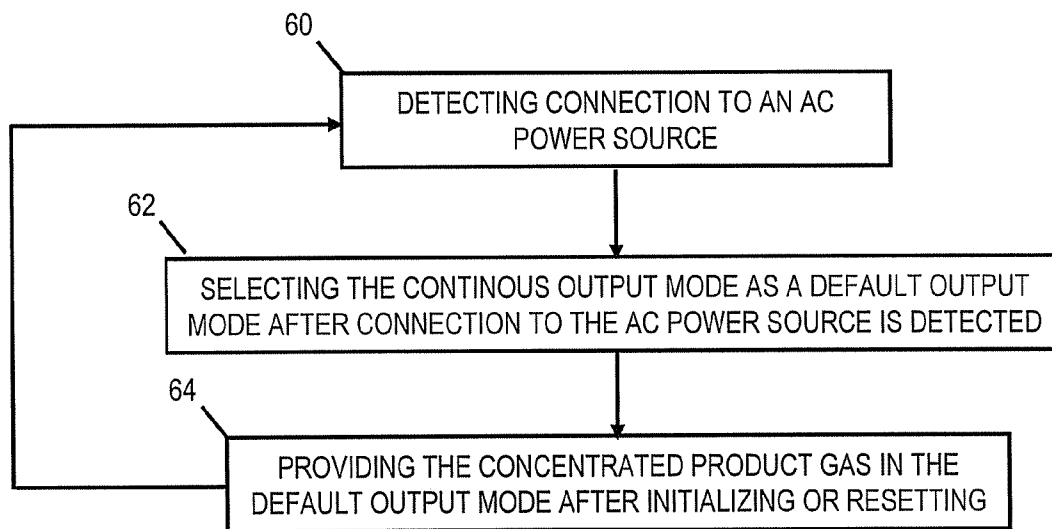 60
DETECTING CONNECTION TO AN AC
POWER SOURCE
62
SELECTING THE CONTINOUS OUTPUT MODE AS A DEFAULT OUTPUT
MODE AFTER CONNECTION TO THE AC POWER SOURCE IS DETECTED
64
PROVIDING THE CONCENTRATED PRODUCT GAS IN THE
DEFAULT OUTPUT MODE AFTER INITIALIZING OR RESETTING